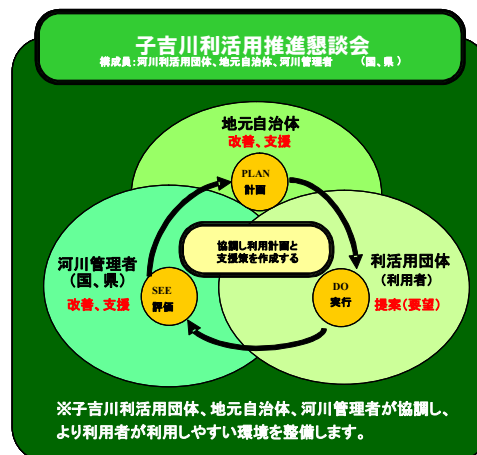 子吉川利活用推進懇談会
構成員:河川利活用団体、地元自治体、河川管理者　　(国、県)
地元自治体
改善、支援
PLAN
計画
協調し利用計画と
支援策を作成する
河川管理者
(国、県)
改善、支援
SEE
評価
利活用団体
(利用者)
提案(要望)
DO
実行
※子吉川利活用団体、地元自治体、河川管理者が協調し、
より利用者が利用しやすい環境を整備します。